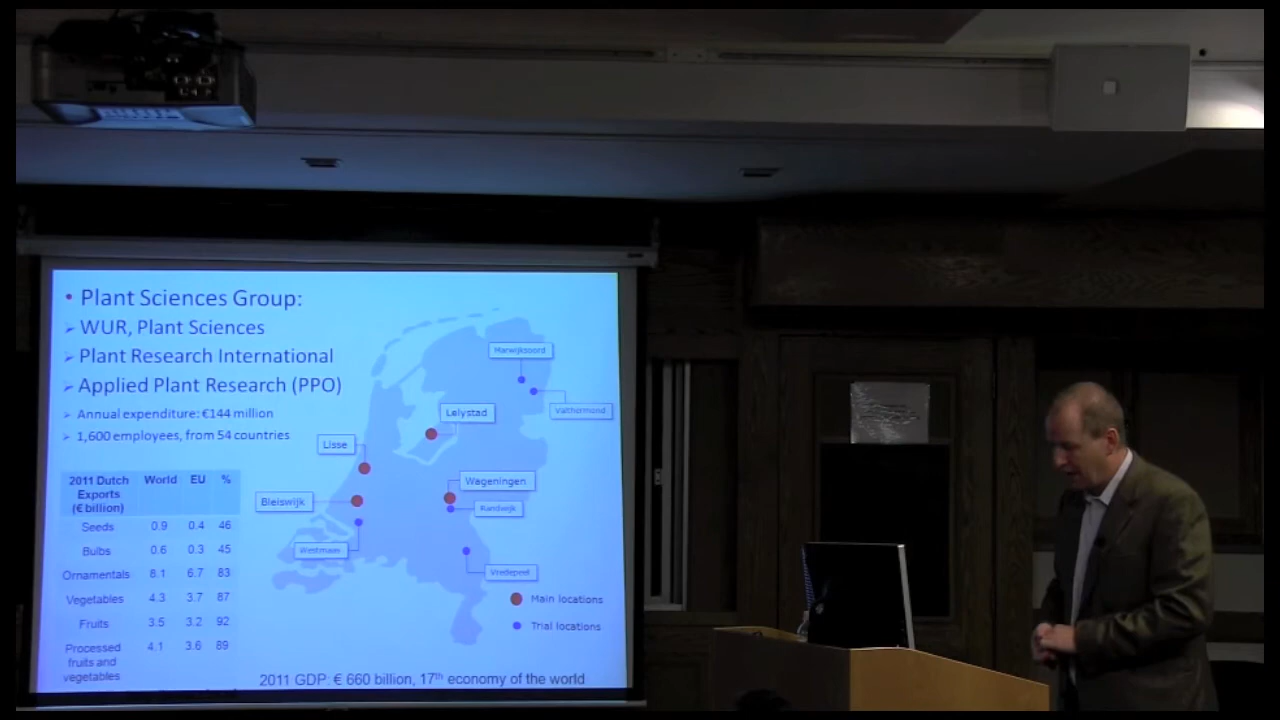 • Plant Sciences Group:
➢ WUR, Plant Sciences
➢ Plant Research International
➢ Applied Plant Research (PPO)
➢ Annual expenditure: €144 million
➢ 1,600 employees, from 54 countries
2011 Dutch Exports (€ billion) World EU %
Seeds 0.9 0.4 46
Bulbs 0.6 0.3 45
Ornamentals 8.1 6.7 83
Vegetables 4.3 3.7 87
Fruits 3.5 3.2 92
Processed fruits and vegetables 4.1 3.6 89
Marwijksoord
Valthermond
Lelystad
Lisse
Wageningen
Bleiswijk
Randwijk
Westmaas
Vredepeel
Main locations
Trial locations
2011 GDP: € 660 billion, 17th economy of the world